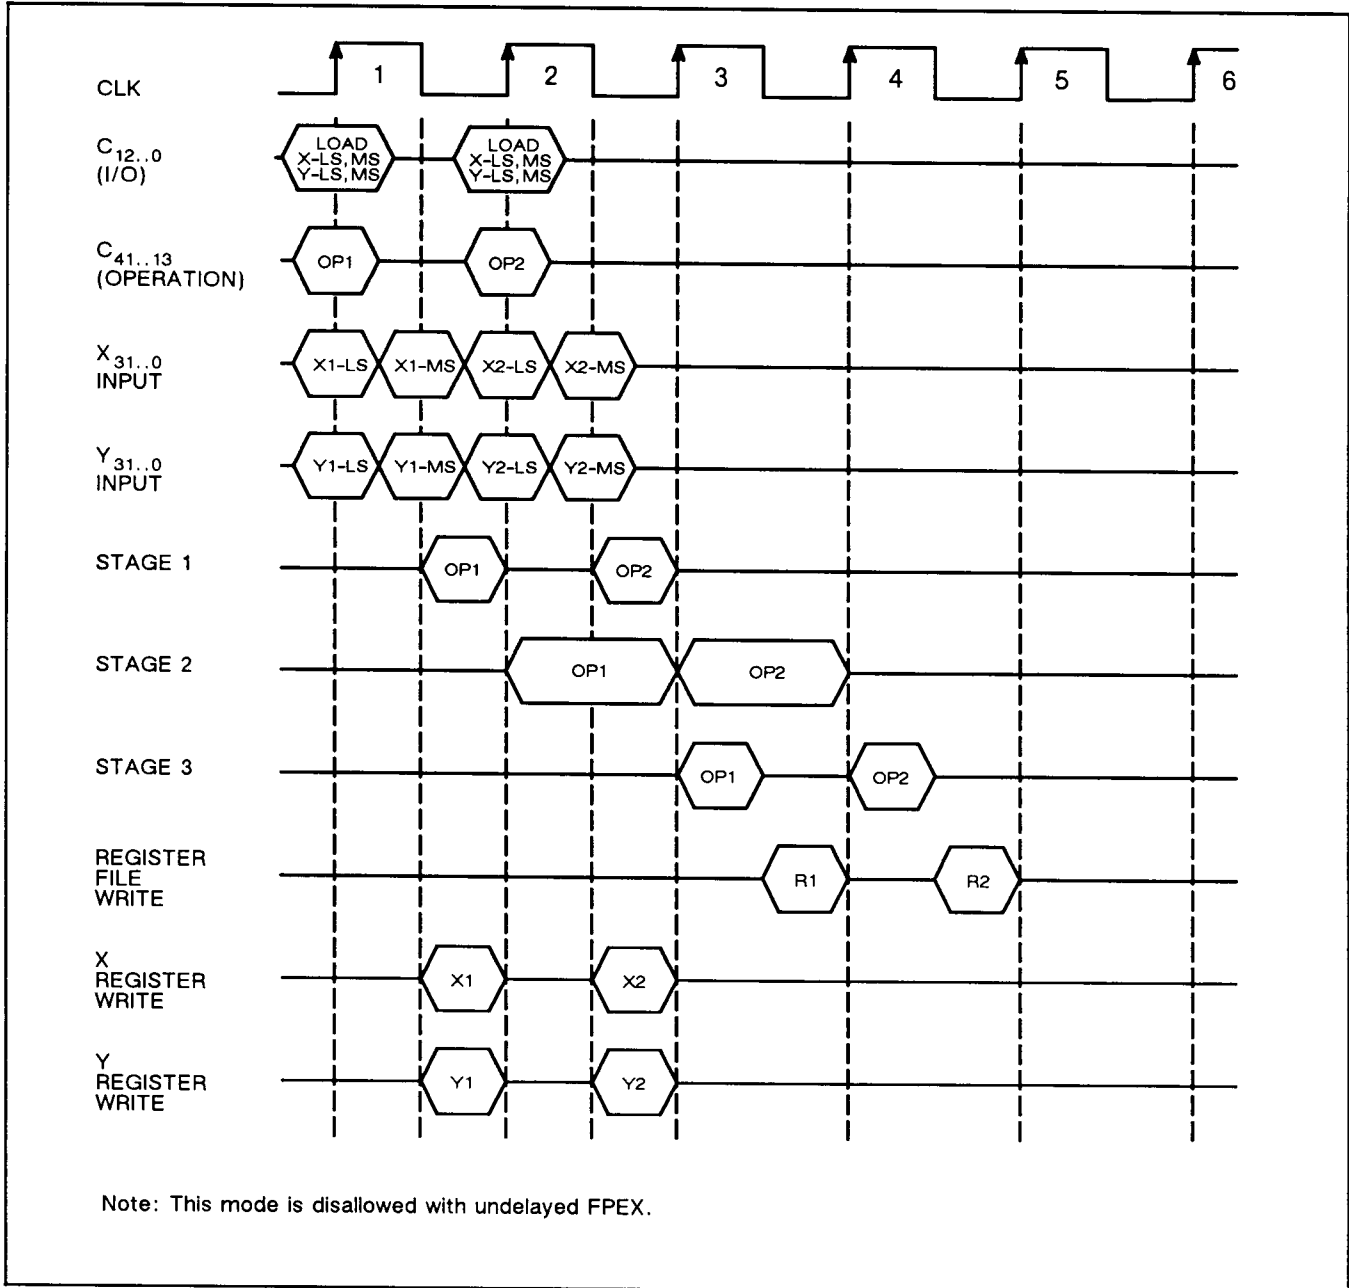 CLK 1 2 3 4 5 6
C12..0
(I/O)
LOAD
X-LS, MS
Y-LS, MS
LOAD
X-LS, MS
Y-LS, MS
C41..13
(OPERATION)
OP1 OP2
X31..0
INPUT
X1-LS X1-MS X2-LS X2-MS
Y31..0
INPUT
Y1-LS Y1-MS Y2-LS Y2-MS
STAGE 1 OP1 OP2
STAGE 2 OP1 OP2
STAGE 3 OP1 OP2
REGISTER
FILE
WRITE
R1 R2
X
REGISTER
WRITE
X1 X2
Y
REGISTER
WRITE
Y1 Y2
Note: This mode is disallowed with undelayed FPEX.